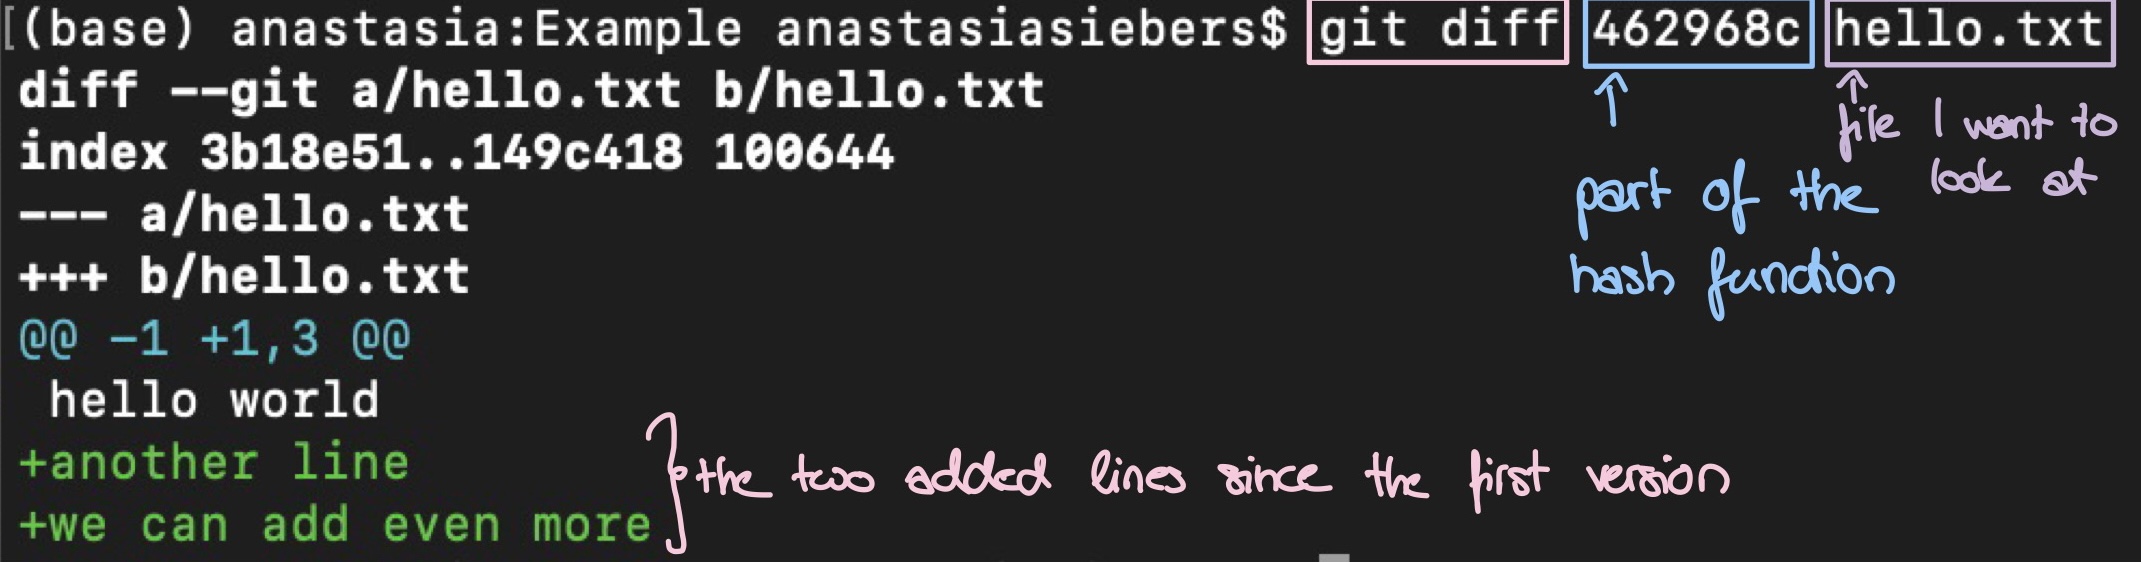 [(base) anastasia:Example anastasiasiebers$ git diff 462968c hello.txt
diff --git a/hello.txt b/hello.txt
index 3b18e51..149c418 100644
--- a/hello.txt
+++ b/hello.txt
@@ -1 +1,3 @@
 hello world
+another line
+we can add even more
file I want to
look at
part of the
hash function
the two added lines since the first version